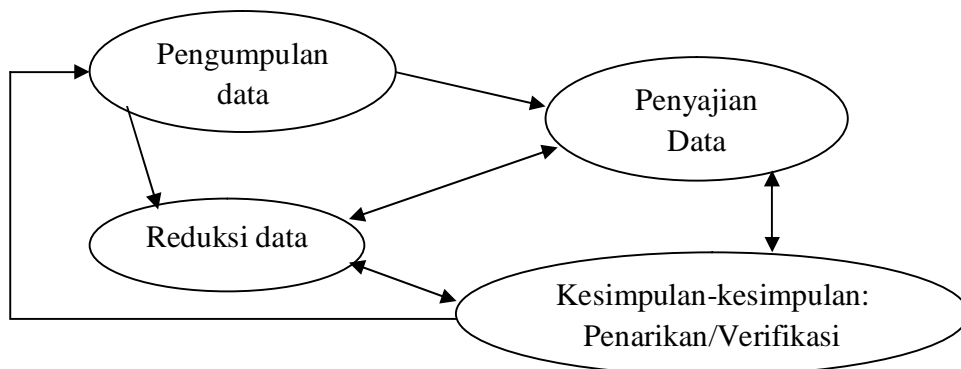 Pengumpulan
data
Penyajian
Data
Reduksi data
Kesimpulan-kesimpulan:
Penarikan/Verifikasi